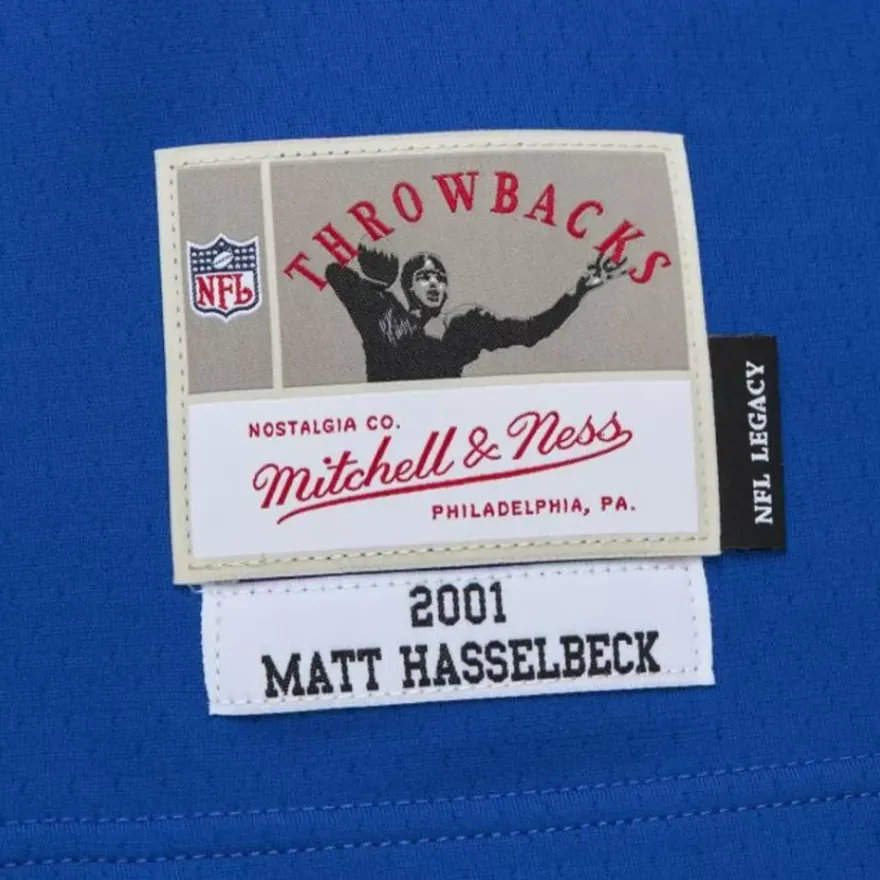 THROWBACKS
NFL
NOSTALGIA CO.
Mitchell & Ness
PHILADELPHIA, PA.
NFL LEGACY
2001
MATT HASSELBECK